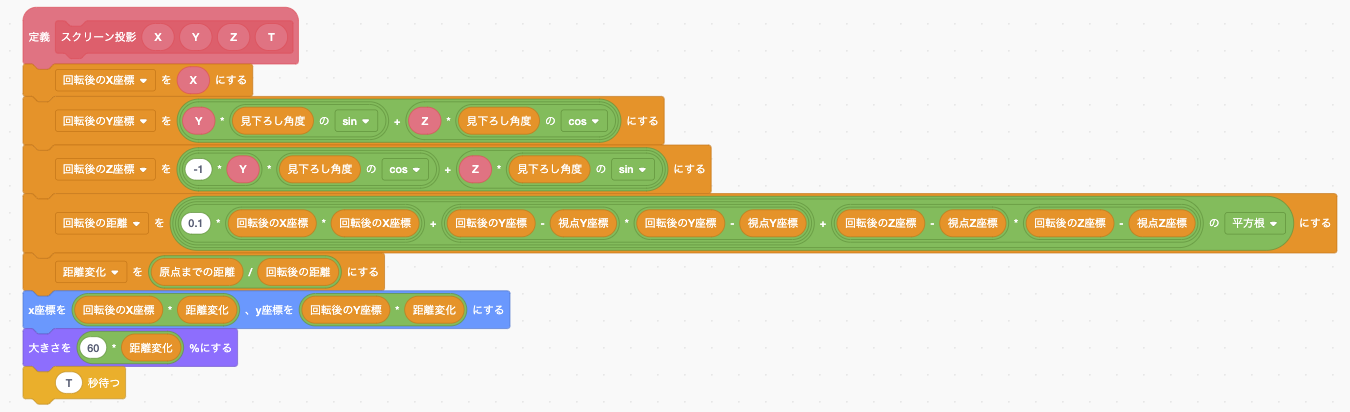 定義 スクリーン投影 X Y Z T
回転後のX座標 を X にする
回転後のY座標 を Y * 見下ろし角度 の sin + Z * 見下ろし角度 の cos にする
回転後のZ座標 を -1 * Y * 見下ろし角度 の cos + Z * 見下ろし角度 の sin にする
回転後の距離 を 0.1 * 回転後のX座標 * 回転後のX座標 + 回転後のY座標 - 視点Y座標 * 回転後のY座標 - 視点Y座標 + 回転後のZ座標 - 視点Z座標 * 回転後のZ座標 - 視点Z座標 の 平方根 にする
距離変化 を 原点までの距離 / 回転後の距離 にする
x座標を 回転後のX座標 * 距離変化 、y座標を 回転後のY座標 * 距離変化 にする
大きさを 60 * 距離変化 %にする
T 秒待つ